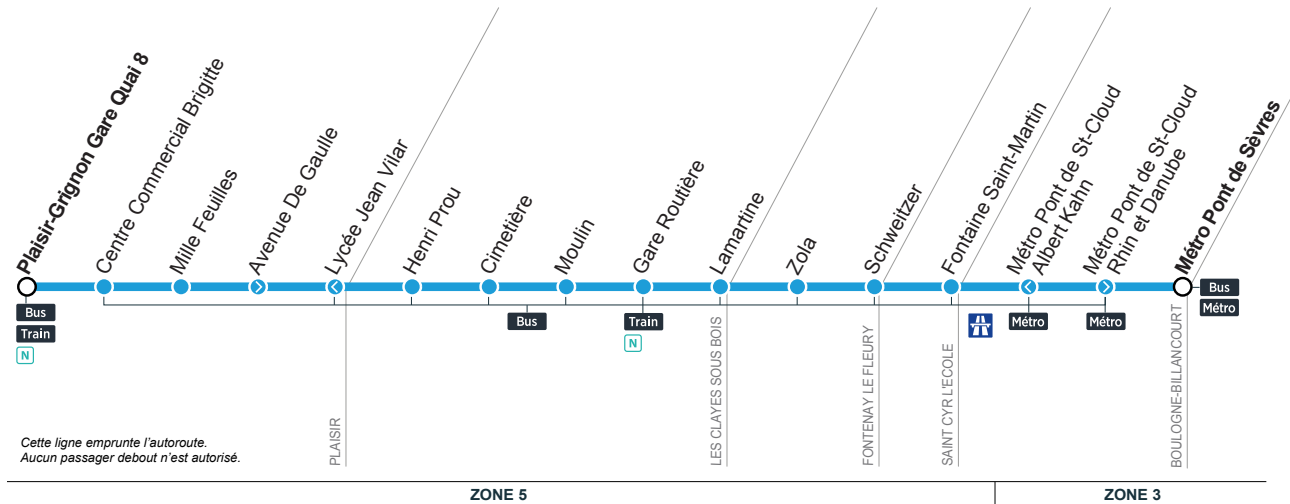 Plaisir-Grignon Gare Quai 8
Centre Commercial Brigitte
Mille Feuilles
Avenue De Gaulle
Lycée Jean Vilar
Henri Prou
Cimetière
Moulin
Gare Routière
Lamartine
Zola
Schweitzer
Fontaine Saint-Martin
Métro Pont de St-Cloud
Albert Kahn
Métro Pont de St-Cloud
Rhin et Danube
Métro Pont de Sèvres
Bus
Train
N
Bus
Train
N
Métro
Métro
Bus
Métro
PLAISIR
LES CLAYES SOUS BOIS
FONTENAY LE FLEURY
SAINT CYR L'ECOLE
BOULOGNE-BILLANCOURT
Cette ligne emprunte l'autoroute.
Aucun passager debout n'est autorisé.
ZONE 5
ZONE 3